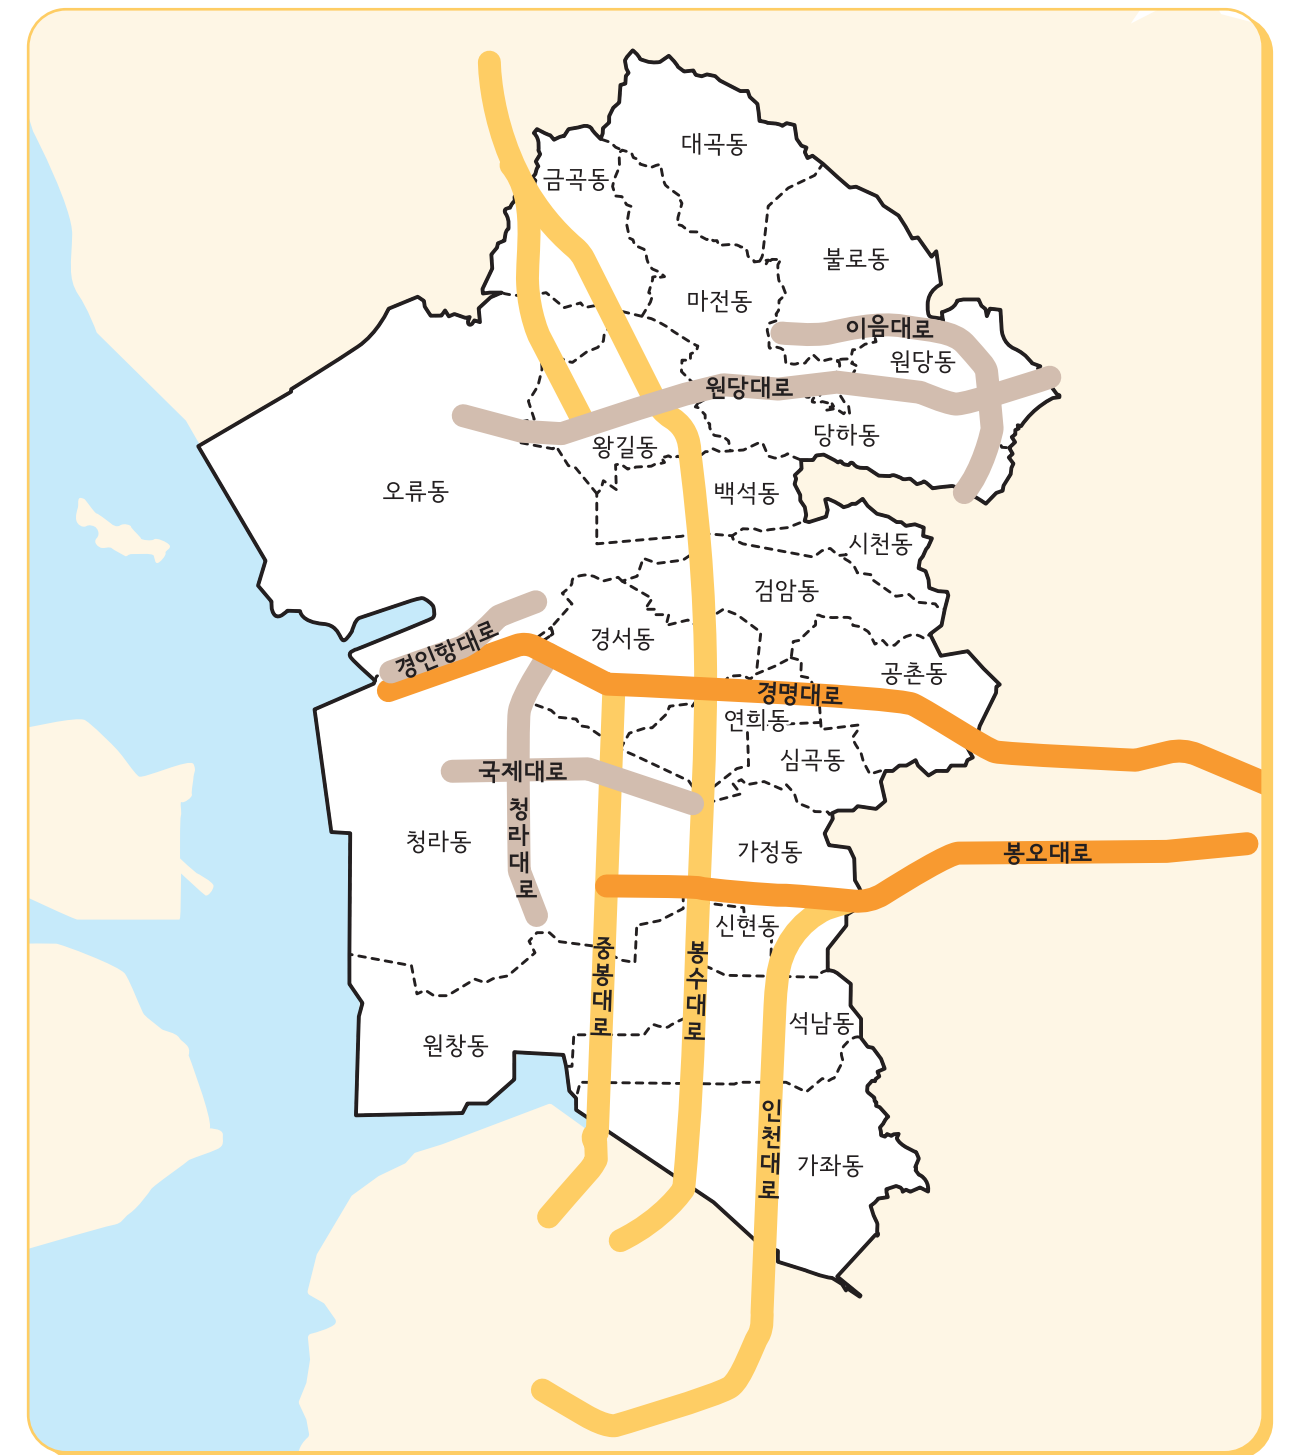 대곡동
금곡동
불로동
마전동
이음대로
원당동
원당대로
당하동
왕길동
오류동
백석동
시천동
검암동
경서동
경인항대로
공촌동
경명대로
연희동
심곡동
국제대로
청라대로
청라동
가정동
봉오대로
신현동
중봉대로
봉수대로
석남동
원창동
인천대로
가좌동